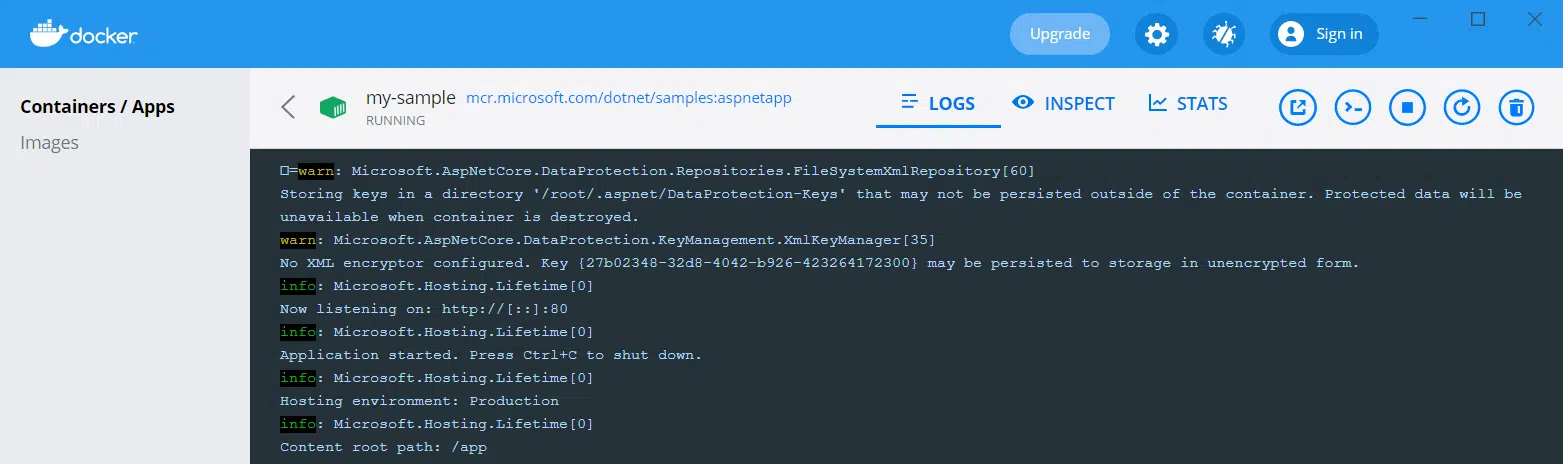 docker
Upgrade
Sign in
Containers / Apps
Images
my-sample mcr.microsoft.com/dotnet/samples:aspnetapp
RUNNING
LOGS INSPECT STATS
=warn: Microsoft.AspNetCore.DataProtection.Repositories.FileSystemXmlRepository[60]
Storing keys in a directory '/root/.aspnet/DataProtection-Keys' that may not be persisted outside of the container. Protected data will be
unavailable when container is destroyed.
warn: Microsoft.AspNetCore.DataProtection.KeyManagement.XmlKeyManager[35]
No XML encryptor configured. Key {27b02348-32d8-4042-b926-423264172300} may be persisted to storage in unencrypted form.
info: Microsoft.Hosting.Lifetime[0]
Now listening on: http://[::]:80
info: Microsoft.Hosting.Lifetime[0]
Application started. Press Ctrl+C to shut down.
info: Microsoft.Hosting.Lifetime[0]
Hosting environment: Production
info: Microsoft.Hosting.Lifetime[0]
Content root path: /app